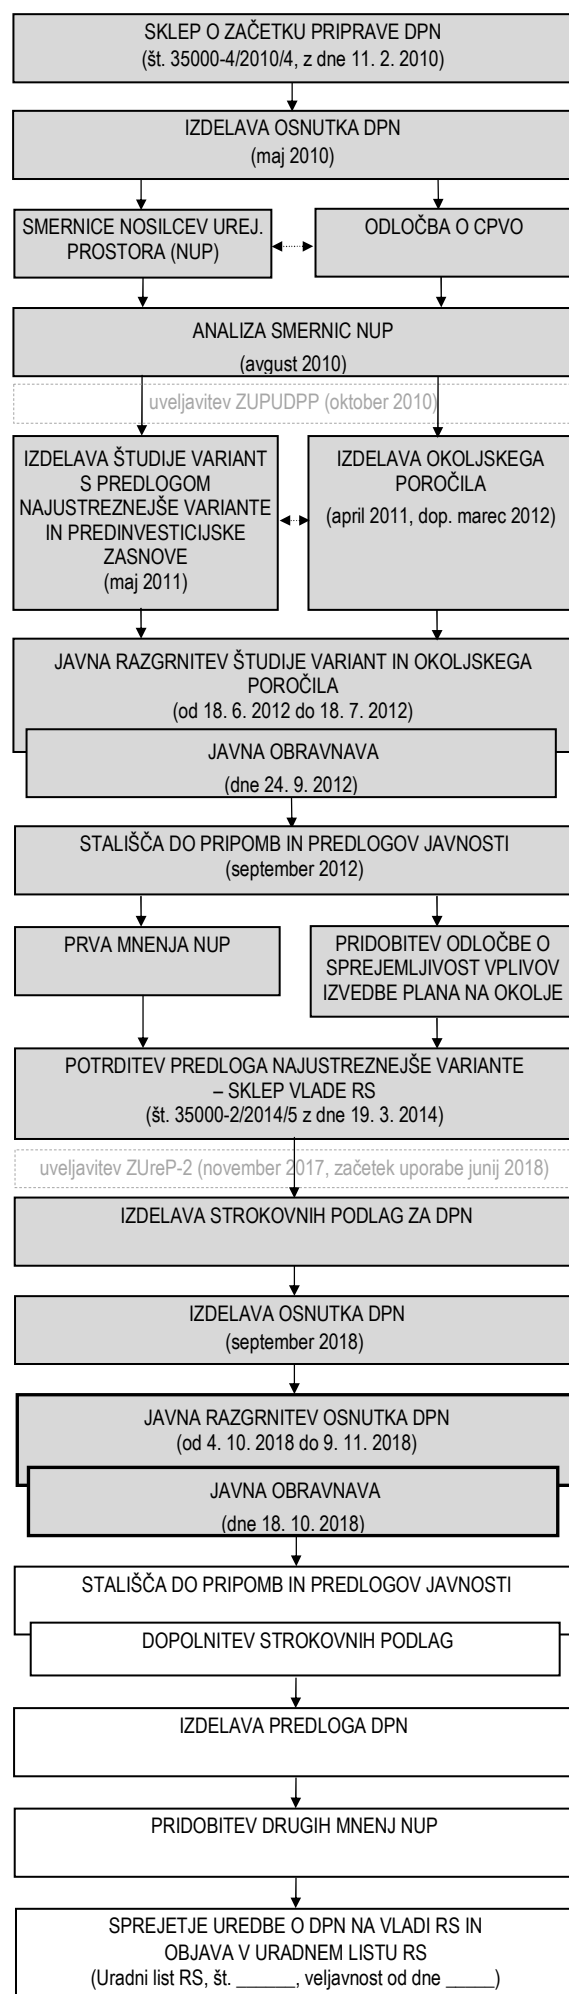 SKLEP O ZAČETKU PRIPRAVE DPN
(št. 35000-4/2010/4, z dne 11. 2. 2010)
IZDELAVA OSNUTKA DPN
(maj 2010)
SMERNICE NOSILCEV UREJ.
PROSTORA (NUP)
ODLOČBA O CPVO
ANALIZA SMERNIC NUP
(avgust 2010)
uveljavitev ZUPUDPP (oktober 2010)
IZDELAVA ŠTUDIJE VARIANT
S PREDLOGOM
NAJUSTREZNEJŠE VARIANTE
IN PREDINVESTICIJSKE
ZASNOVE
(maj 2011)
IZDELAVA OKOLJSKEGA
POROČILA
(april 2011, dop. marec 2012)
JAVNA RAZGRNITEV ŠTUDIJE VARIANT IN OKOLJSKEGA
POROČILA
(od 18. 6. 2012 do 18. 7. 2012)
JAVNA OBRAVNAVA
(dne 24. 9. 2012)
STALIŠČA DO PRIPOMB IN PREDLOGOV JAVNOSTI
(september 2012)
PRVA MNENJA NUP
PRIDOBITEV ODLOČBE O
SPREJEMLJIVOST VPLIVOV
IZVEDBE PLANA NA OKOLJE
POTRDITEV PREDLOGA NAJUSTREZNEJŠE VARIANTE
– SKLEP VLADE RS
(št. 35000-2/2014/5 z dne 19. 3. 2014)
uveljavitev ZUreP-2 (november 2017, začetek uporabe junij 2018)
IZDELAVA STROKOVNIH PODLAG ZA DPN
IZDELAVA OSNUTKA DPN
(september 2018)
JAVNA RAZGRNITEV OSNUTKA DPN
(od 4. 10. 2018 do 9. 11. 2018)
JAVNA OBRAVNAVA
(dne 18. 10. 2018)
STALIŠČA DO PRIPOMB IN PREDLOGOV JAVNOSTI
DOPOLNITEV STROKOVNIH PODLAG
IZDELAVA PREDLOGA DPN
PRIDOBITEV DRUGIH MNENJ NUP
SPREJETJE UREDBE O DPN NA VLADI RS IN
OBJAVA V URADNEM LISTU RS
(Uradni list RS, št. ______, veljavnost od dne _____)